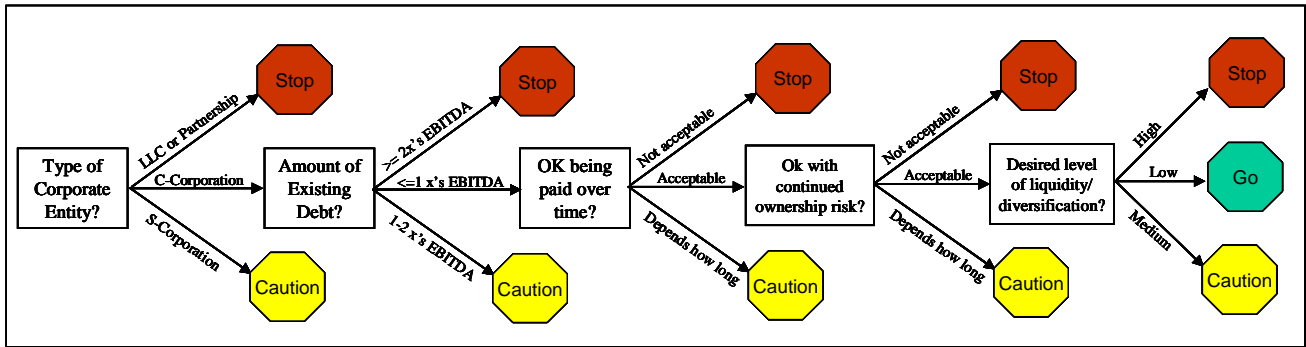 Type of
Corporate
Entity?
LLC or Partnership
Stop
C-Corporation
S-Corporation
Caution
Amount of
Existing
Debt?
>= 2x's EBITDA
Stop
<=1 x's EBITDA
1-2 x's EBITDA
Caution
OK being
paid over
time?
Not acceptable
Stop
Acceptable
Depends how long
Caution
Ok with
continued
ownership risk?
Not acceptable
Stop
Acceptable
Depends how long
Caution
Desired level
of liquidity/
diversification?
High
Stop
Low
Go
Medium
Caution